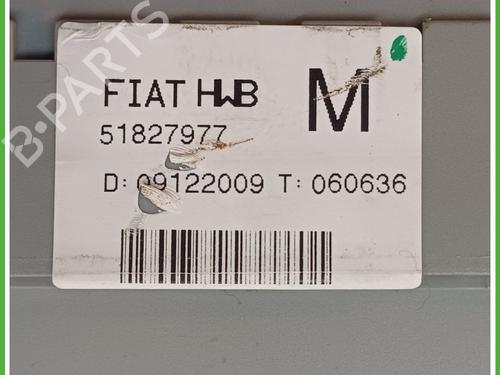 FIAT HWB M
51827977
D: 09122009 T: 060636
B-PARTS